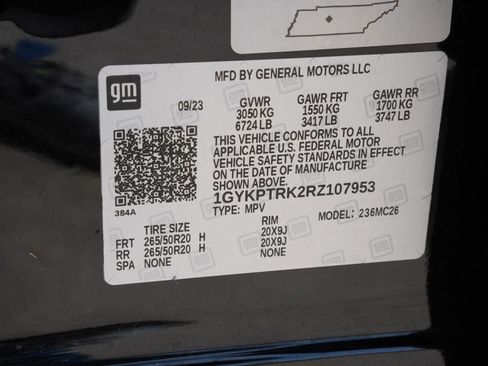 MFD BY GENERAL MOTORS LLC
gm
09/23
GVWR GAWR FRT GAWR RR
3050 KG 1550 KG 1700 KG
6724 LB 3417 LB 3747 LB
THIS VEHICLE CONFORMS TO ALL
APPLICABLE U.S. FEDERAL MOTOR
VEHICLE SAFETY STANDARDS IN EFFECT
ON THE DATE OF MANUFACTURE
SHOWN ABOVE.
1GYKPTRK2RZ107953
384A
TYPE: MPV MODEL: 236MC26
TIRE SIZE RIM
FRT 265/50R20 H 20X9J
RR 265/50R20 H 20X9J
SPA NONE NONE